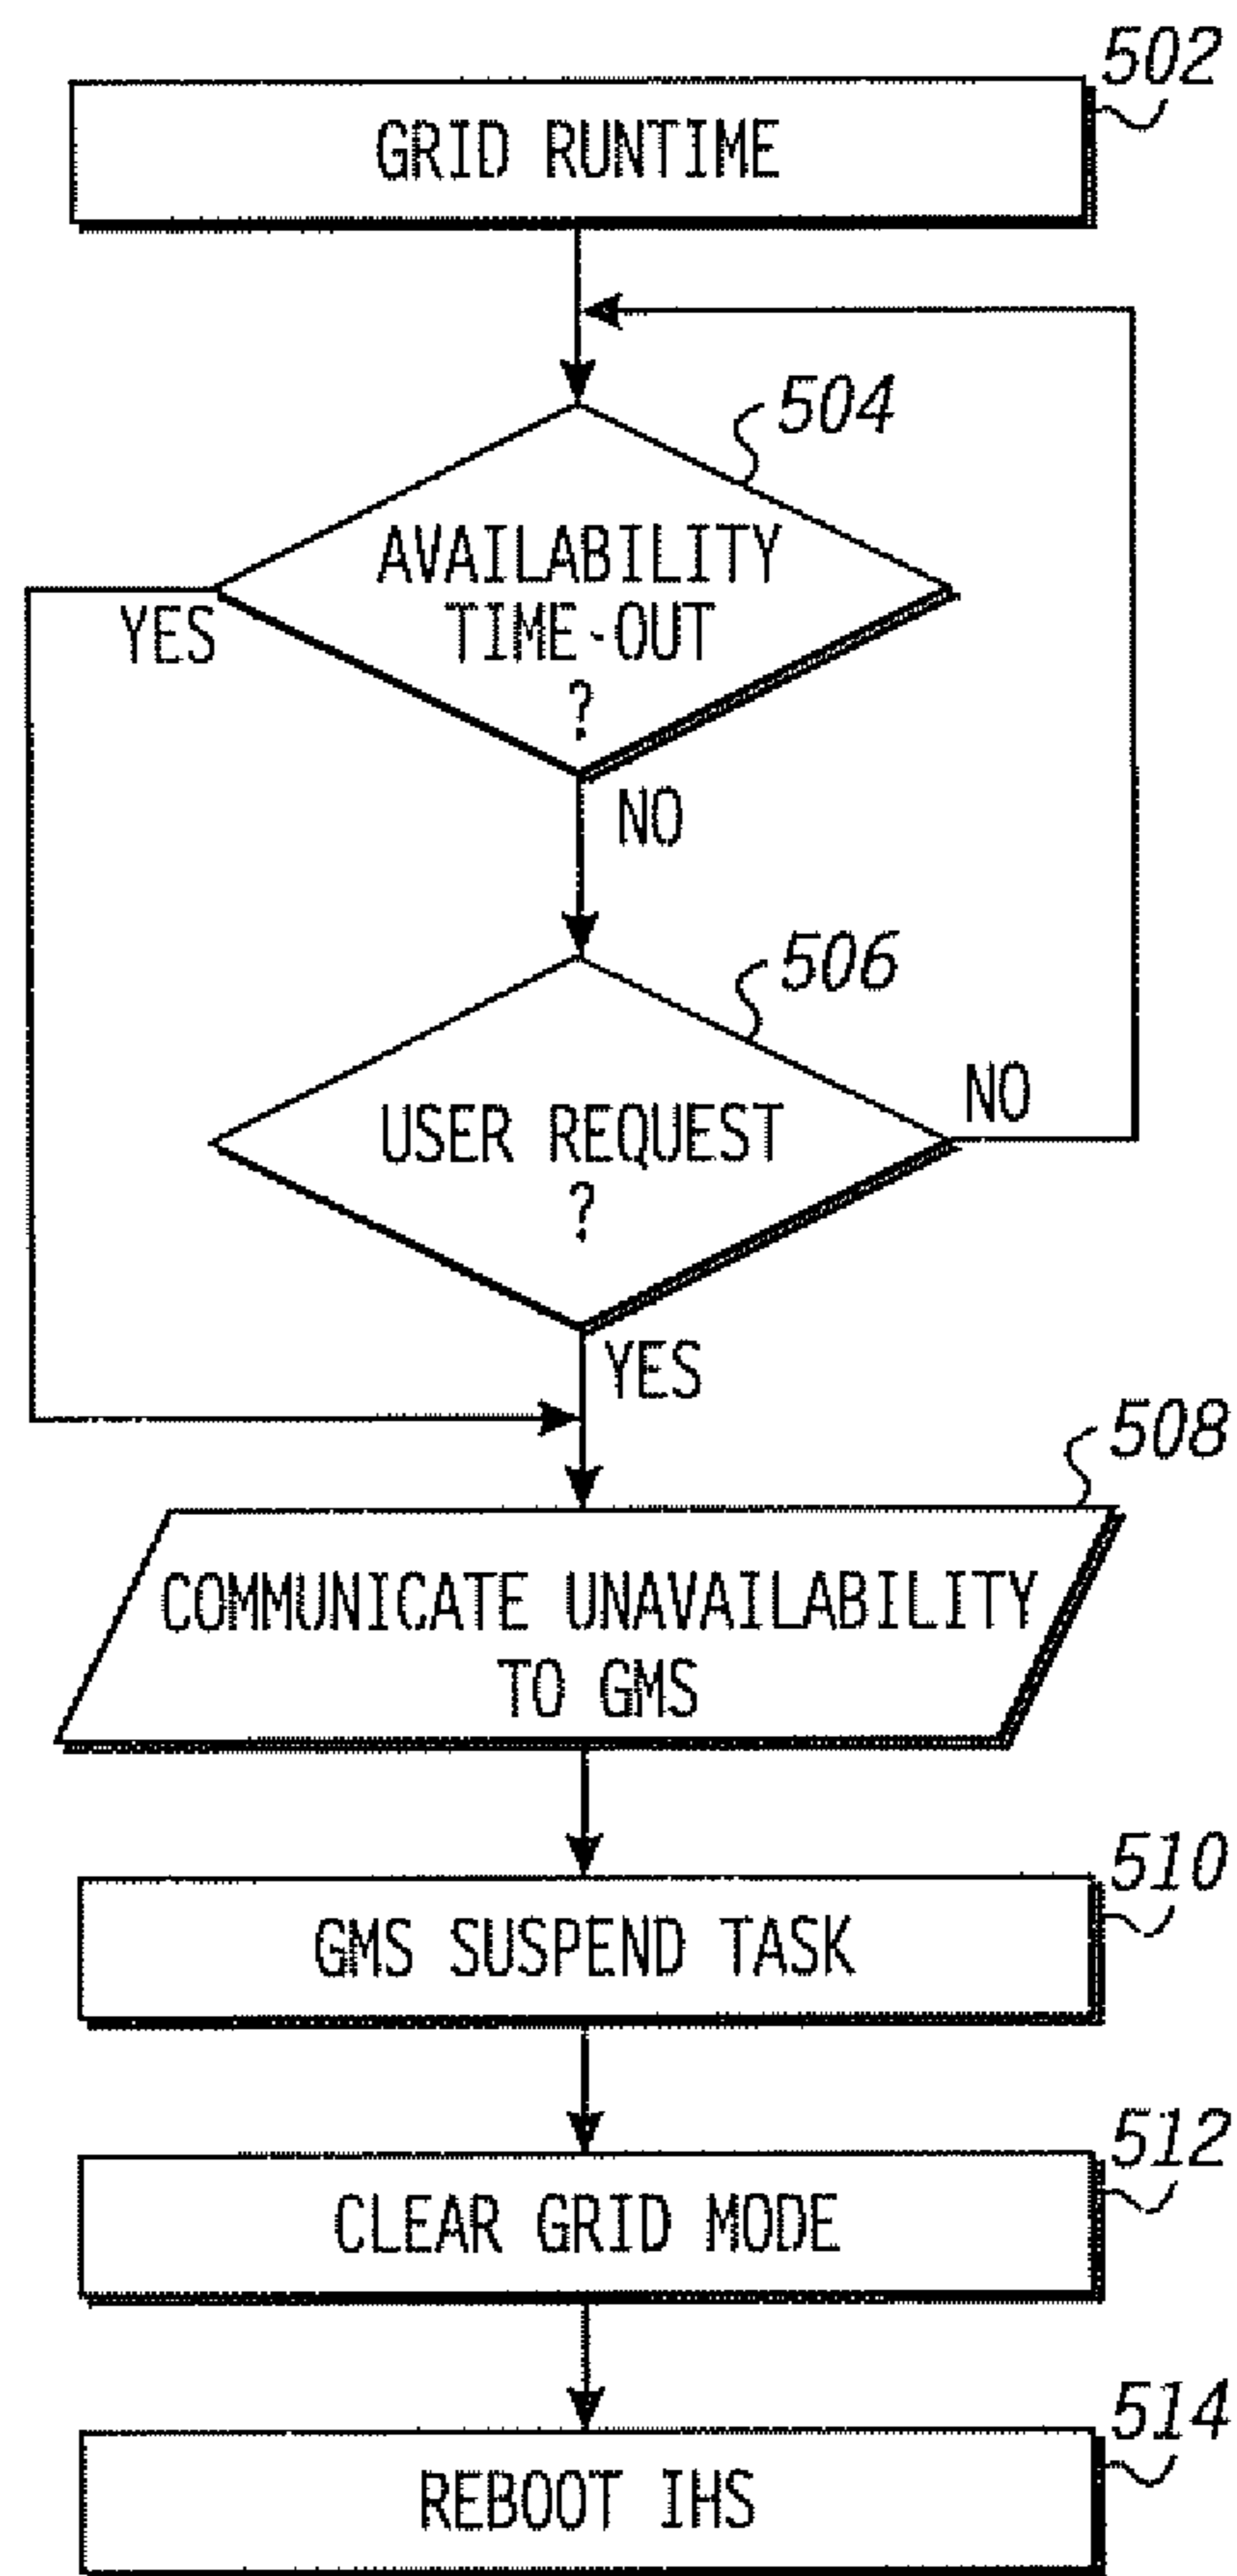 502
GRID RUNTIME
504
AVAILABILITY
TIME-OUT
?
YES
NO
506
USER REQUEST
?
NO
YES
508
COMMUNICATE UNAVAILABILITY
TO GMS
510
GMS SUSPEND TASK
512
CLEAR GRID MODE
514
REBOOT IHS